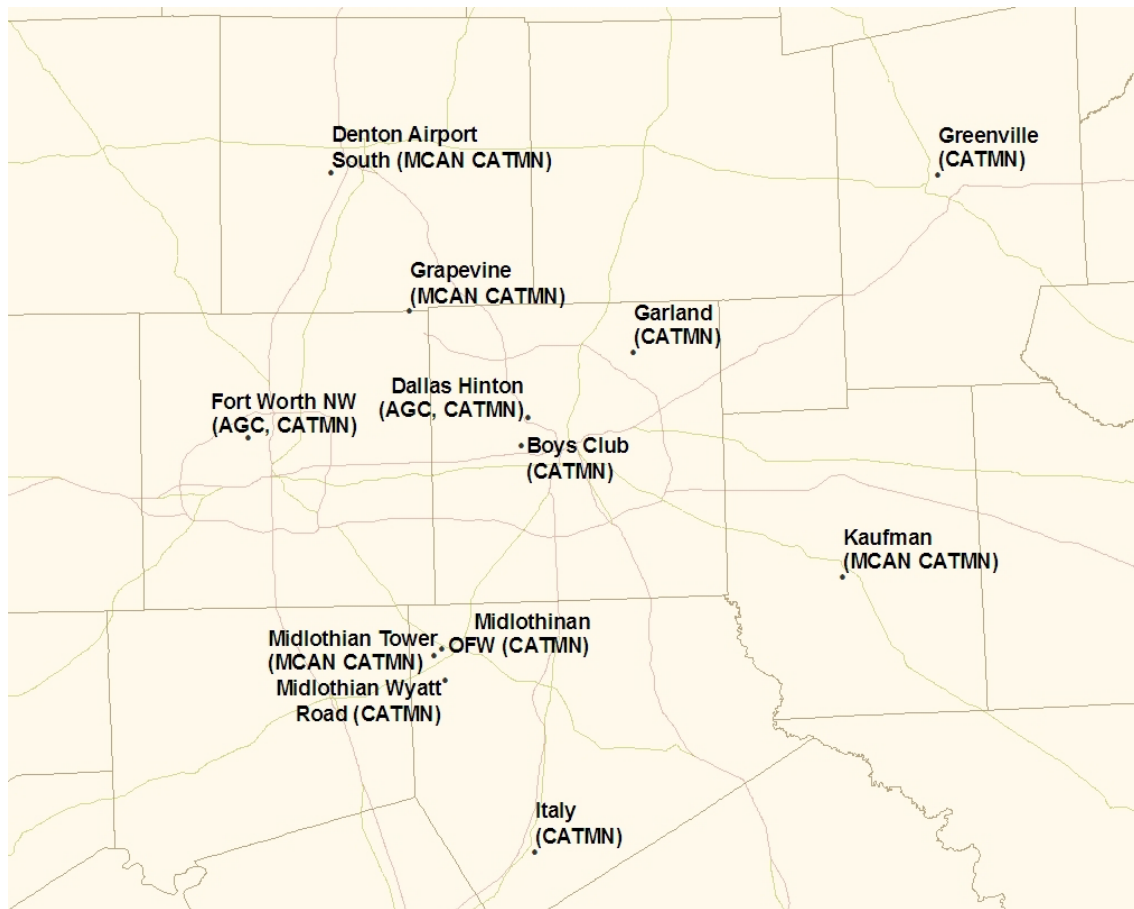 Denton Airport
South (MCAN CATMN)
Greenville
(CATMN)
Grapevine
(MCAN CATMN)
Garland
(CATMN)
Dallas Hinton
(AGC, CATMN)
Fort Worth NW
(AGC, CATMN)
Boys Club
(CATMN)
Kaufman
(MCAN CATMN)
Midlothinan
OFW (CATMN)
Midlothian Tower
(MCAN CATMN)
Midlothian Wyatt
Road (CATMN)
Italy
(CATMN)